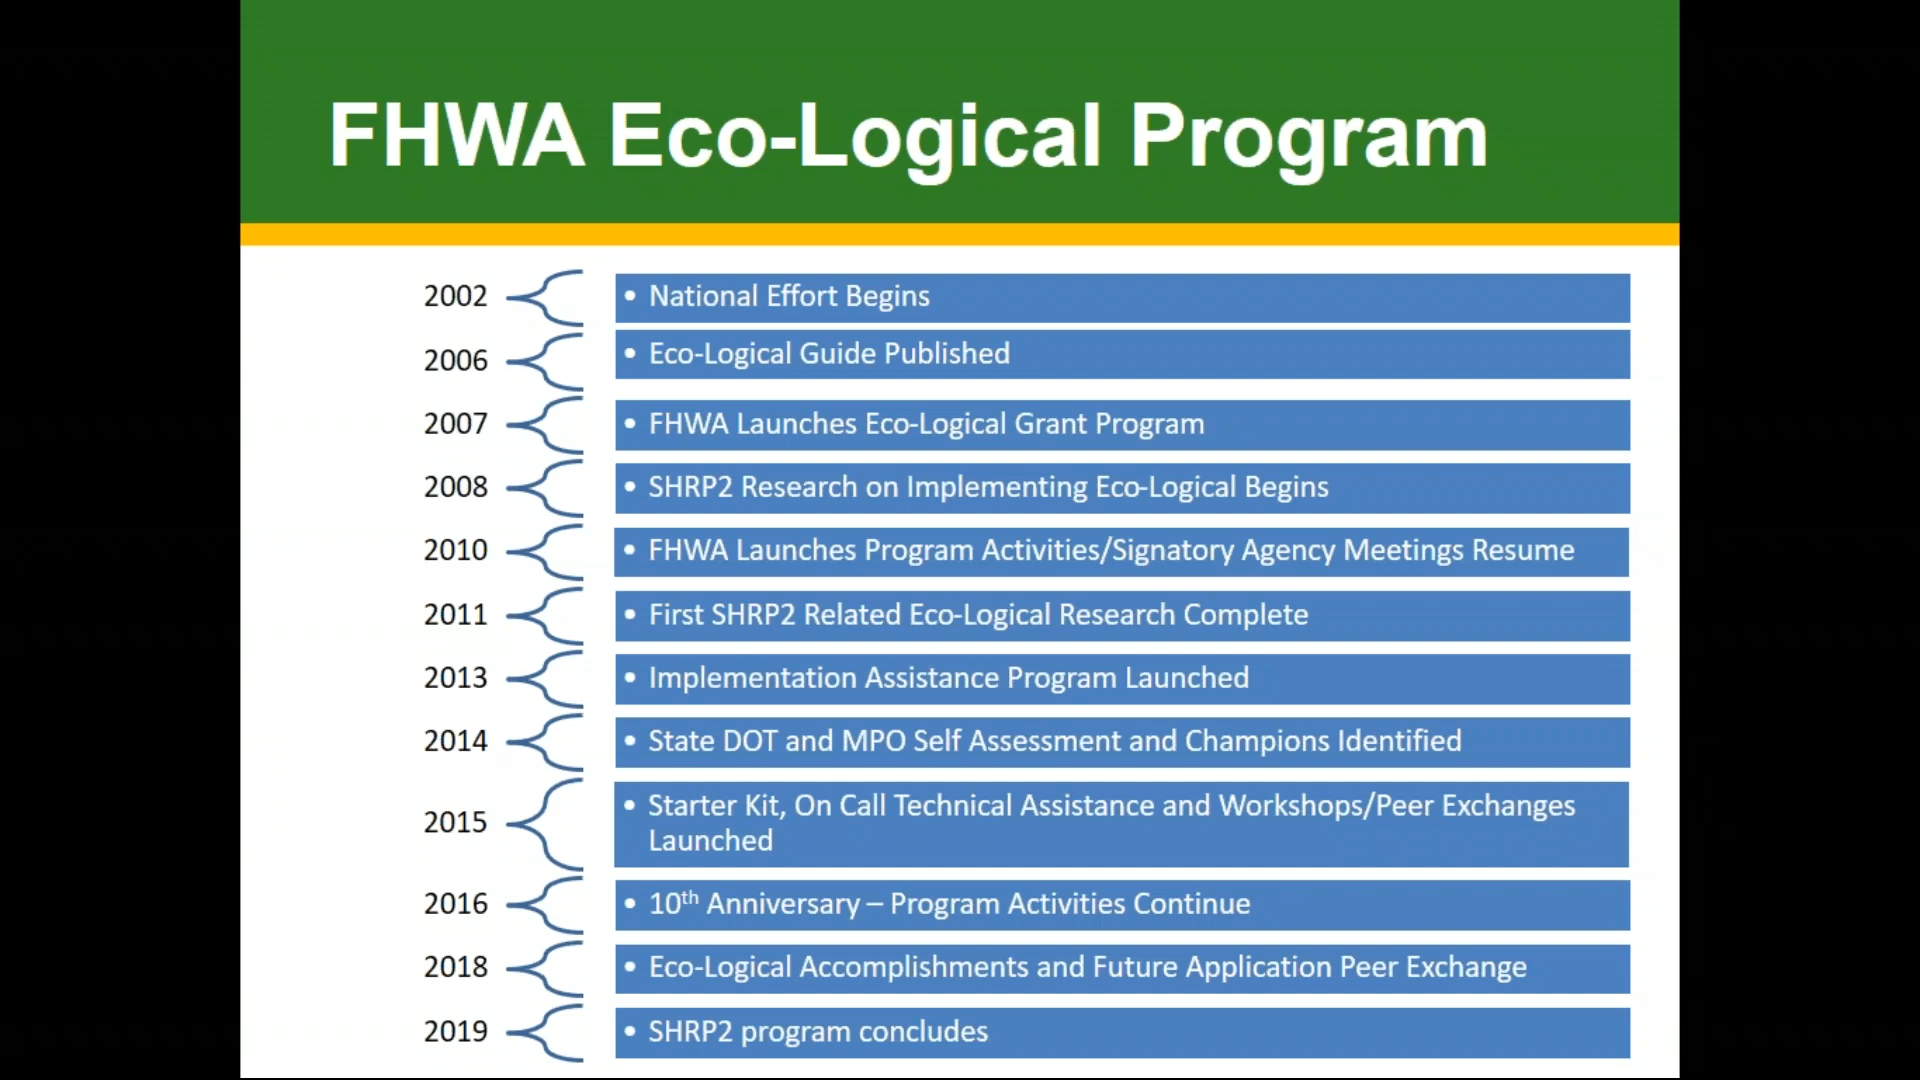 FHWA Eco-Logical Program
2002
• National Effort Begins
2006
• Eco-Logical Guide Published
2007
• FHWA Launches Eco-Logical Grant Program
2008
• SHRP2 Research on Implementing Eco-Logical Begins
2010
• FHWA Launches Program Activities/Signatory Agency Meetings Resume
2011
• First SHRP2 Related Eco-Logical Research Complete
2013
• Implementation Assistance Program Launched
2014
• State DOT and MPO Self Assessment and Champions Identified
2015
• Starter Kit, On Call Technical Assistance and Workshops/Peer Exchanges
Launched
2016
• 10th Anniversary – Program Activities Continue
2018
• Eco-Logical Accomplishments and Future Application Peer Exchange
2019
• SHRP2 program concludes